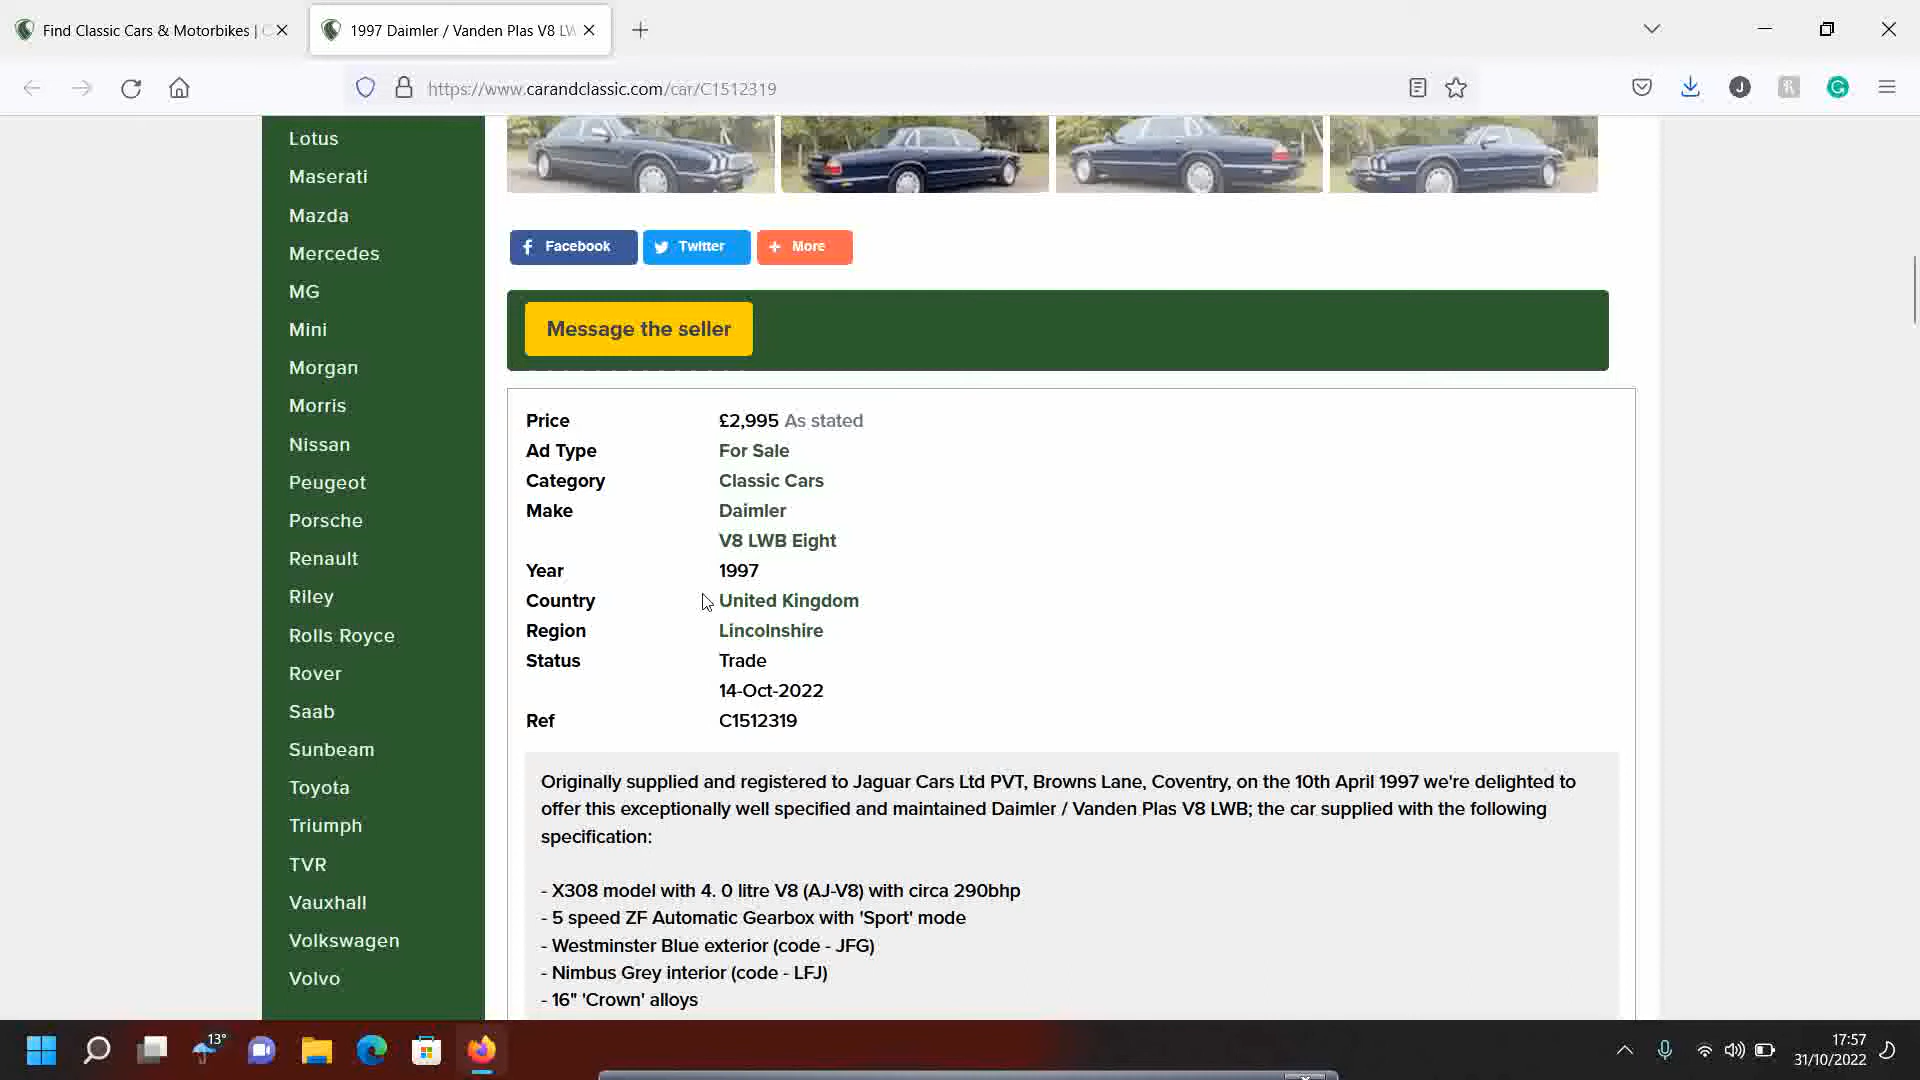 Find Classic Cars & Motorbikes |
1997 Daimler / Vanden Plas V8 LW
https://www.carandclassic.com/car/C1512319
Lotus
Maserati
Mazda
Mercedes
MG
Mini
Morgan
Morris
Nissan
Peugeot
Porsche
Renault
Riley
Rolls Royce
Rover
Saab
Sunbeam
Toyota
Triumph
TVR
Vauxhall
Volkswagen
Volvo
Facebook
Twitter
More
Message the seller
Price £2,995 As stated
Ad Type For Sale
Category Classic Cars
Make Daimler
V8 LWB Eight
Year 1997
Country United Kingdom
Region Lincolnshire
Status Trade
14-Oct-2022
Ref C1512319
Originally supplied and registered to Jaguar Cars Ltd PVT, Browns Lane, Coventry, on the 10th April 1997 we're delighted to
offer this exceptionally well specified and maintained Daimler / Vanden Plas V8 LWB; the car supplied with the following
specification:
- X308 model with 4. 0 litre V8 (AJ-V8) with circa 290bhp
- 5 speed ZF Automatic Gearbox with 'Sport' mode
- Westminster Blue exterior (code - JFG)
- Nimbus Grey interior (code - LFJ)
- 16" 'Crown' alloys
13°
17:57
31/10/2022